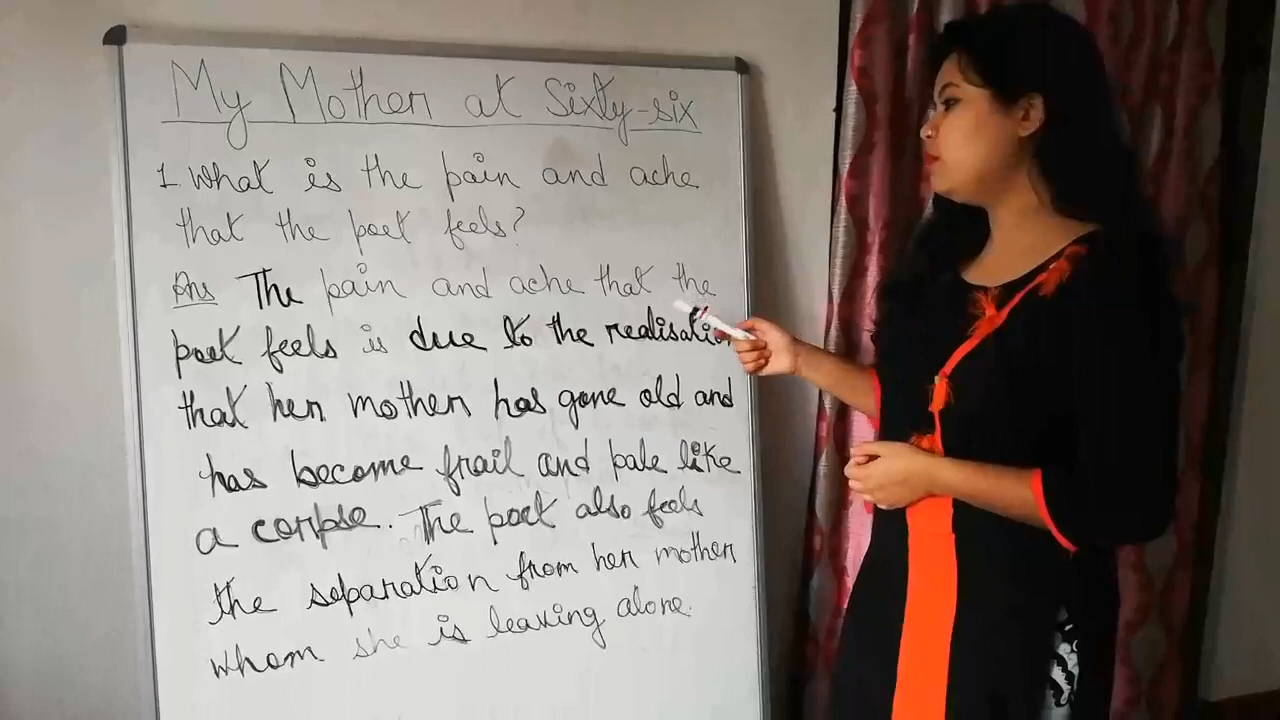 My Mother at Sixty-six
1 What is the pain and ache
that the poet feels?
Ans The pain and ache that the
poet feels is due to the realisation
that her mother has gone old and
has become frail and pale like
a corpse. The poet also feels
the separation from her mother
whom she is leaving alone.